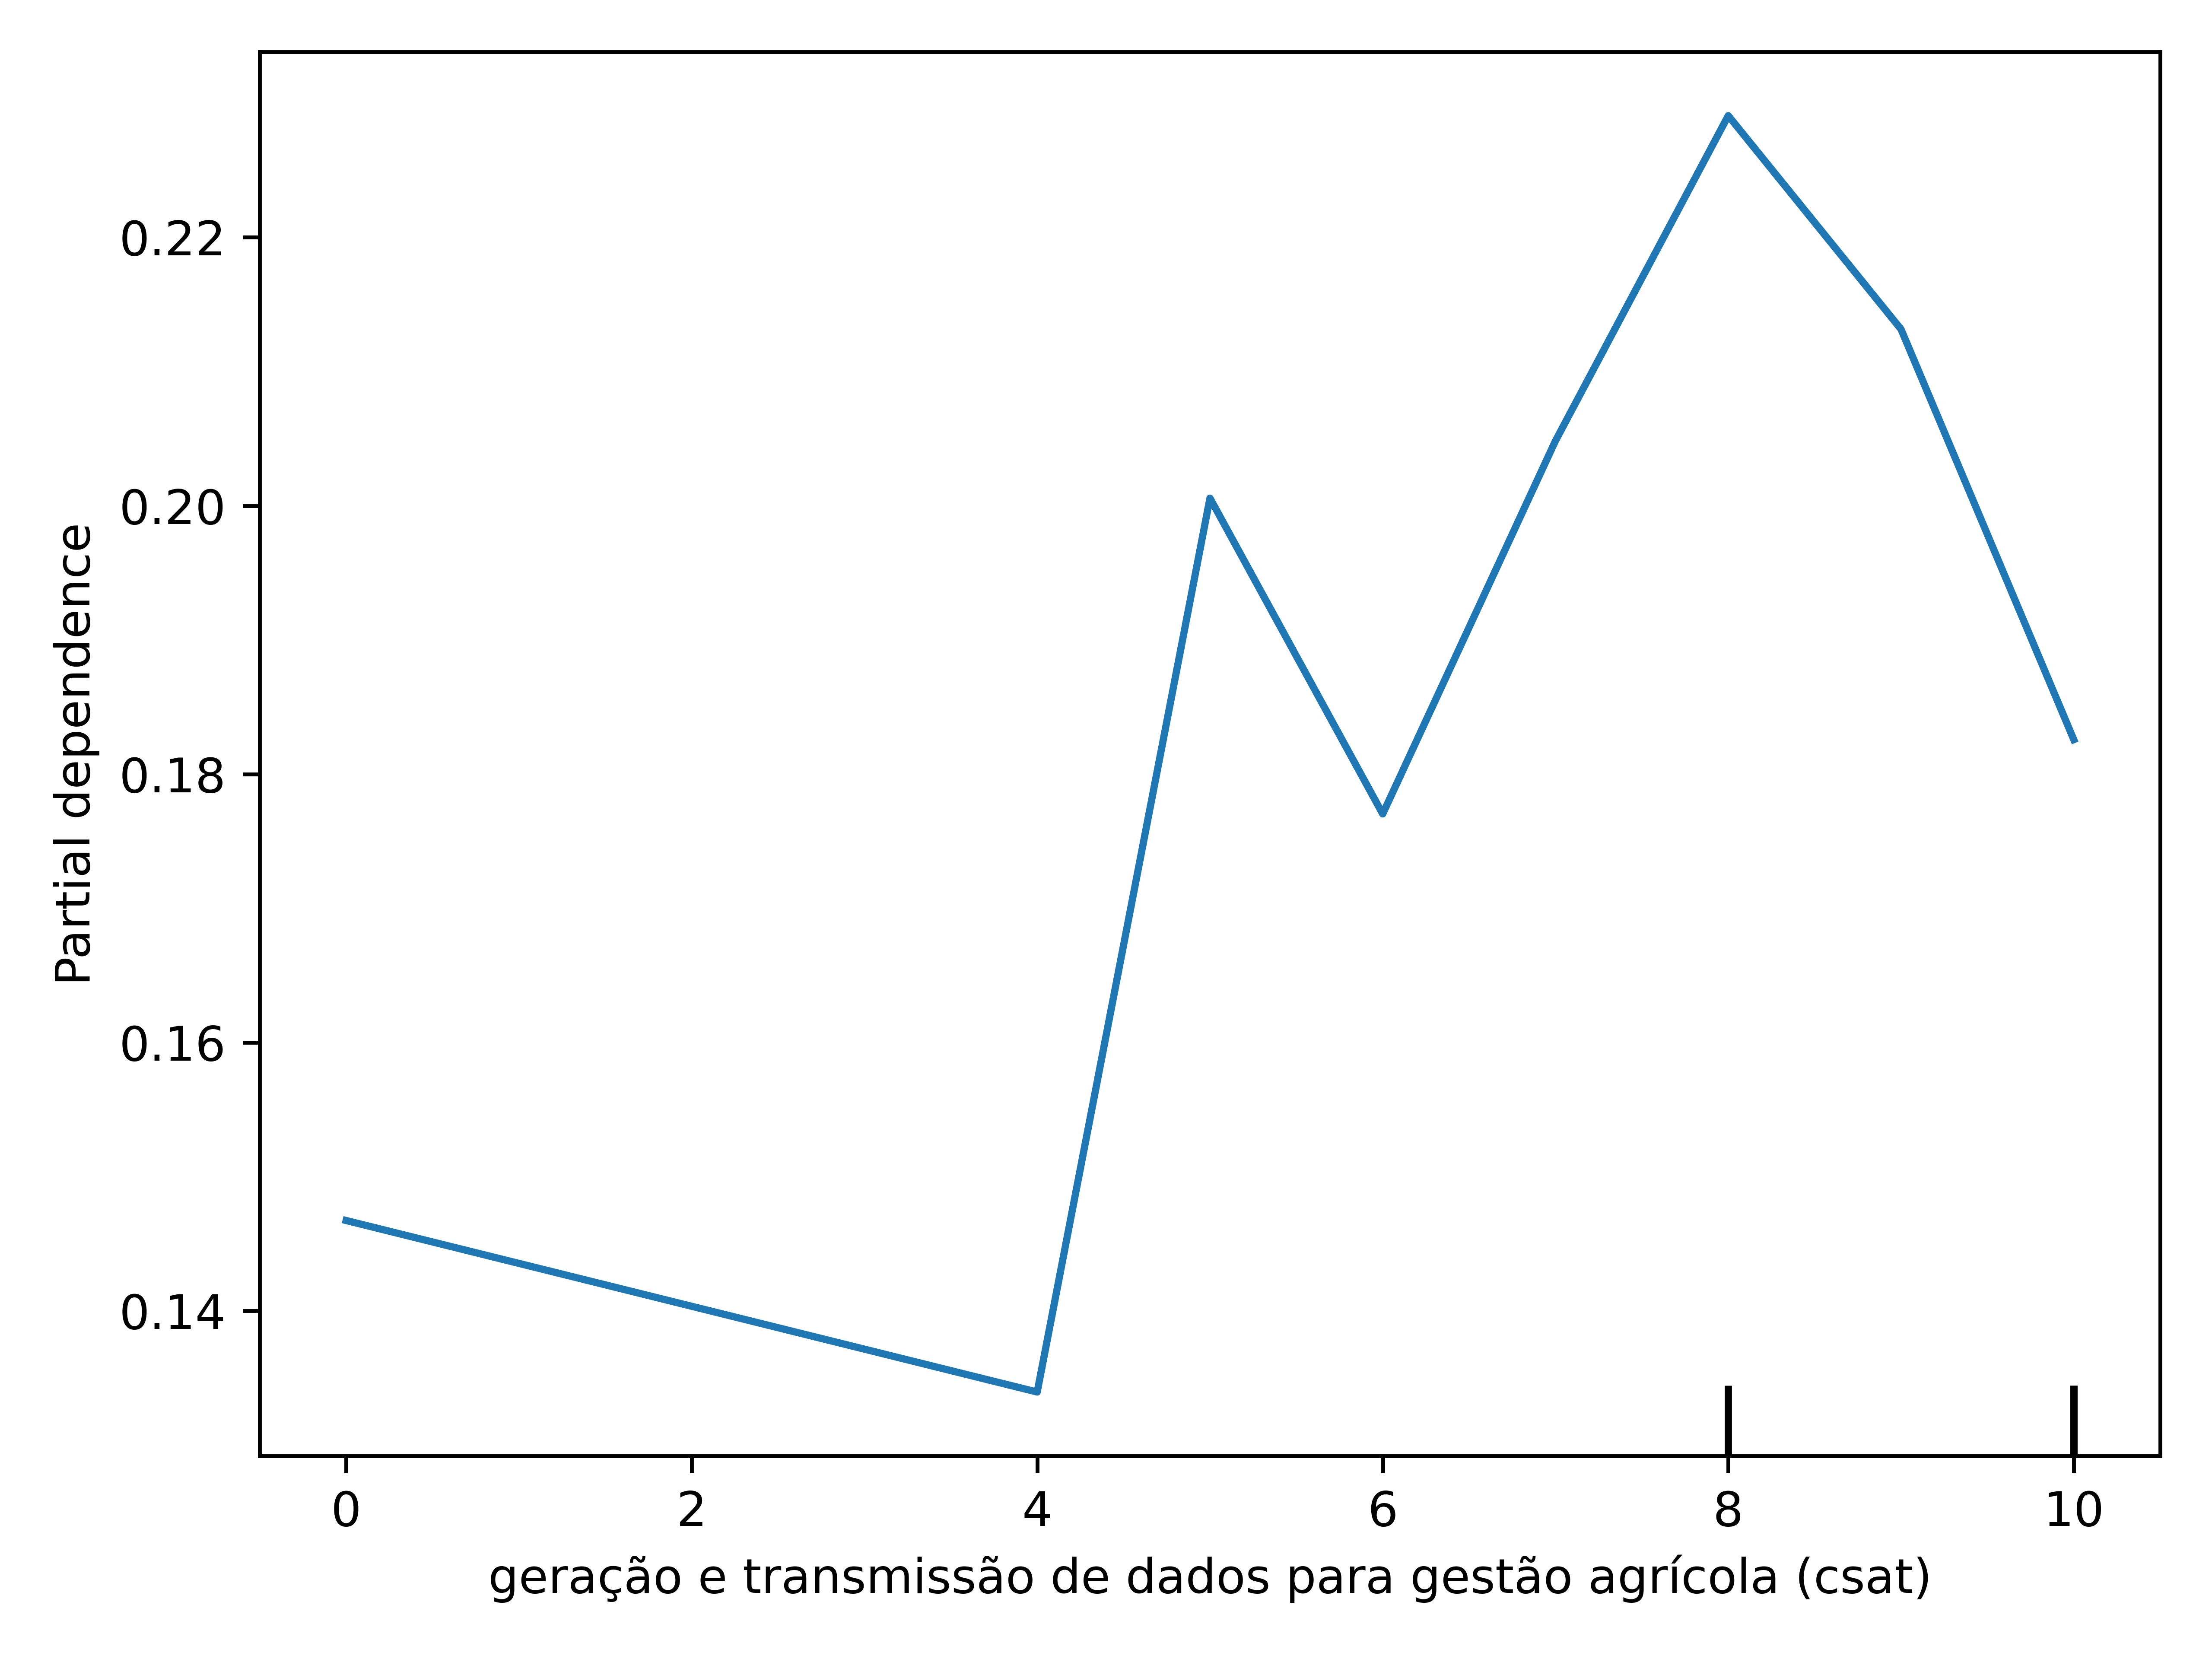 Partial dependence
0.22
0.20
0.18
0.16
0.14
0 2 4 6 8 10
geração e transmissão de dados para gestão agrícola (csat)